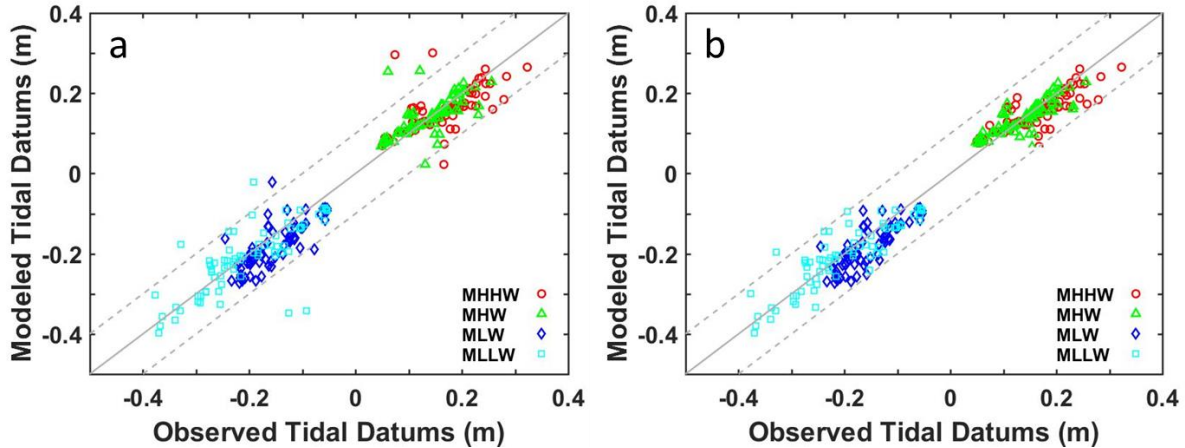 a
Modeled Tidal Datums (m)
0.4
0.2
0
-0.2
-0.4
MHHW
MHW
MLW
MLLW
-0.4 -0.2 0 0.2 0.4
Observed Tidal Datums (m)
b
Modeled Tidal Datums (m)
0.4
0.2
0
-0.2
-0.4
MHHW
MHW
MLW
MLLW
-0.4 -0.2 0 0.2 0.4
Observed Tidal Datums (m)